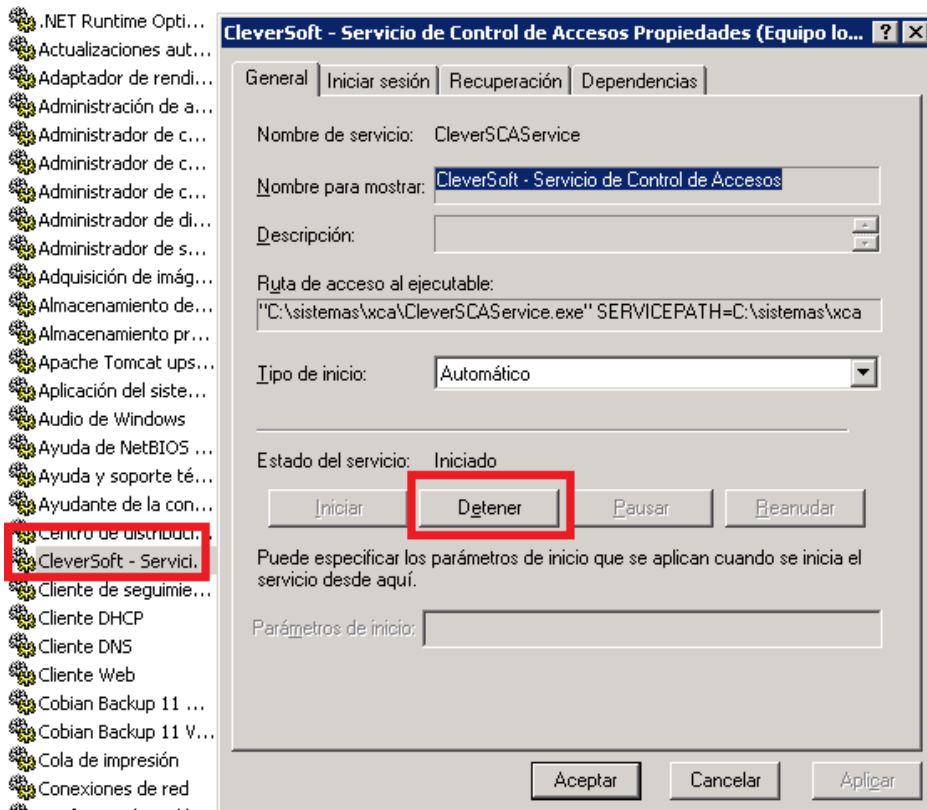 .NET Runtime Opti...
Actualizaciones aut...
Adaptador de rendi...
Administración de a...
Administrador de c...
Administrador de c...
Administrador de c...
Administrador de di...
Administrador de s...
Adquisición de imág...
Almacenamiento de...
Almacenamiento pr...
Apache Tomcat ups...
Aplicación del siste...
Audio de Windows
Ayuda de NetBIOS ...
Ayuda y soporte té...
Ayudante de la con...
Centro de distribuci...
CleverSoft - Servici.
Cliente de seguimie...
Cliente DHCP
Cliente DNS
Cliente Web
Cobian Backup 11 ...
Cobian Backup 11 V...
Cola de impresión
Conexiones de red
CleverSoft - Servicio de Control de Accesos Propiedades (Equipo lo...
General Iniciar sesión Recuperación Dependencias
Nombre de servicio: CleverSCAService
Nombre para mostrar: CleverSoft - Servicio de Control de Accesos
Descripción:
Ruta de acceso al ejecutable:
"C:\sistemas\xca\CleverSCAService.exe" SERVICEPATH=C:\sistemas\xca
Tipo de inicio: Automático
Estado del servicio: Iniciado
Iniciar Detener Pausar Reanudar
Puede especificar los parámetros de inicio que se aplican cuando se inicia el
servicio desde aquí.
Parámetros de inicio:
Aceptar Cancelar Aplicar